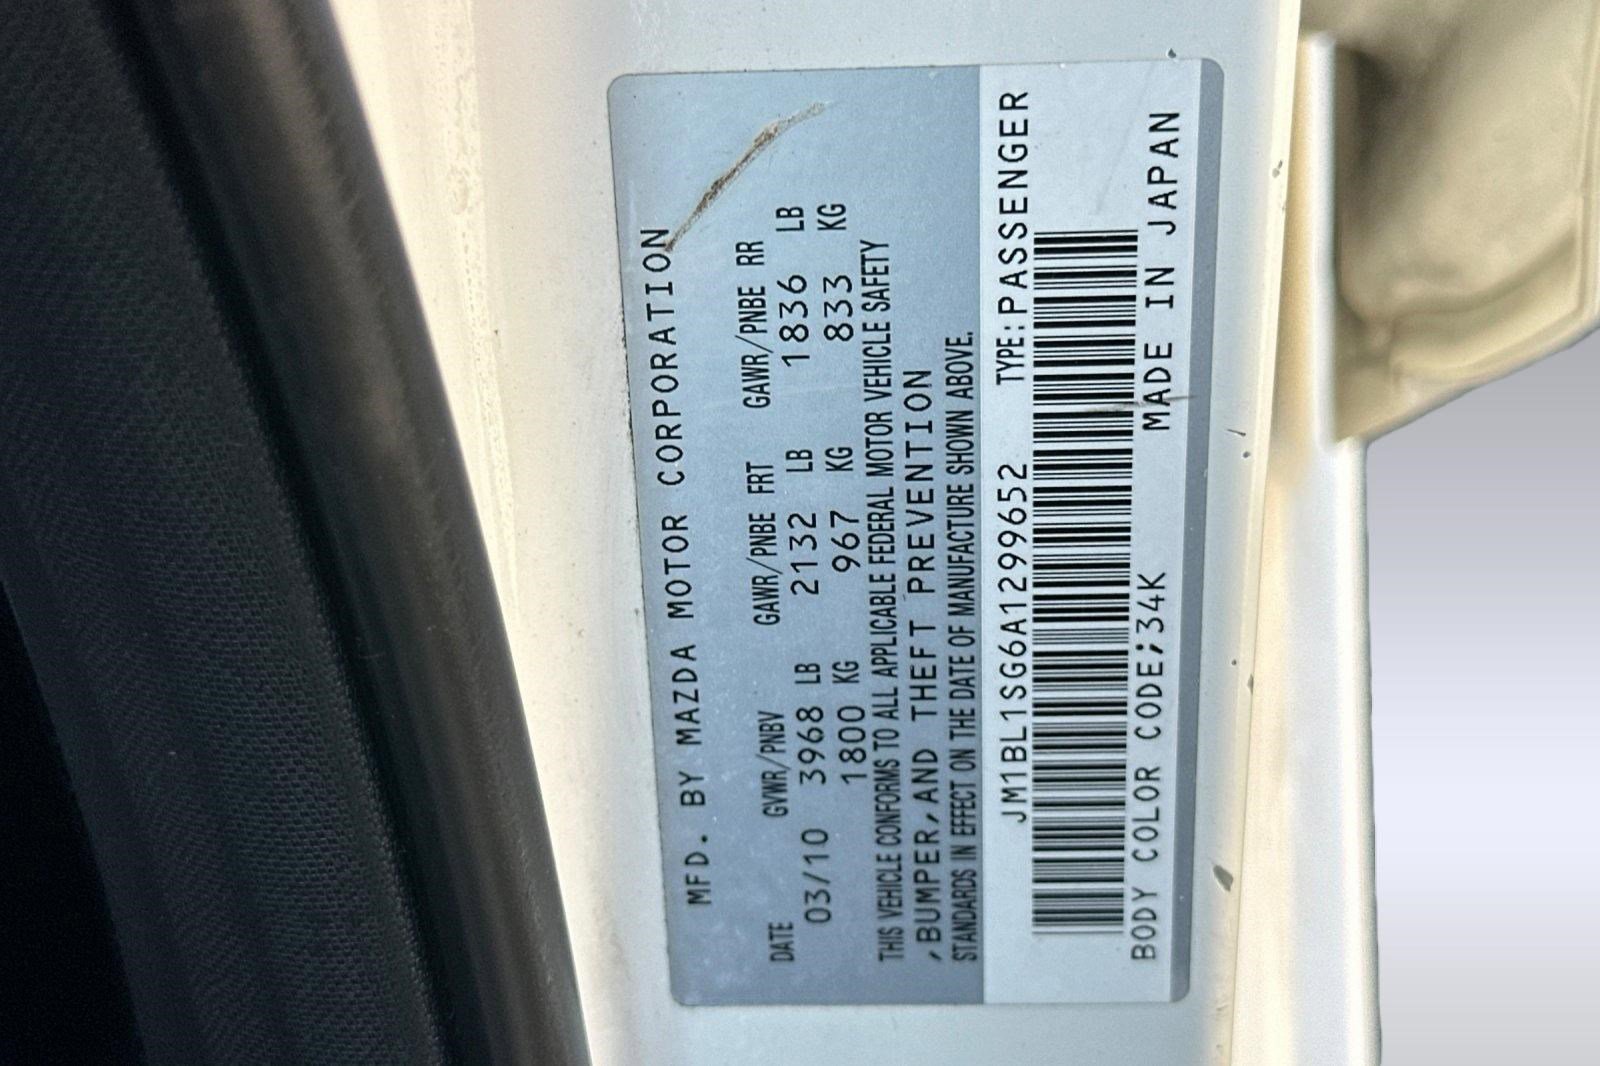 MFD. BY MAZDA MOTOR CORPORATION
DATE GVWR/PNBV GAWR/PNBE FRT GAWR/PNBE RR
03/10 3968 LB 2132 LB 1836 LB
1800 KG 967 KG 833 KG
THIS VEHICLE CONFORMS TO ALL APPLICABLE FEDERAL MOTOR VEHICLE SAFETY
,BUMPER,AND THEFT PREVENTION
STANDARDS IN EFFECT ON THE DATE OF MANUFACTURE SHOWN ABOVE.
JM1BL1SG6A1299652 TYPE:PASSENGER
BODY COLOR CODE;34K MADE IN JAPAN